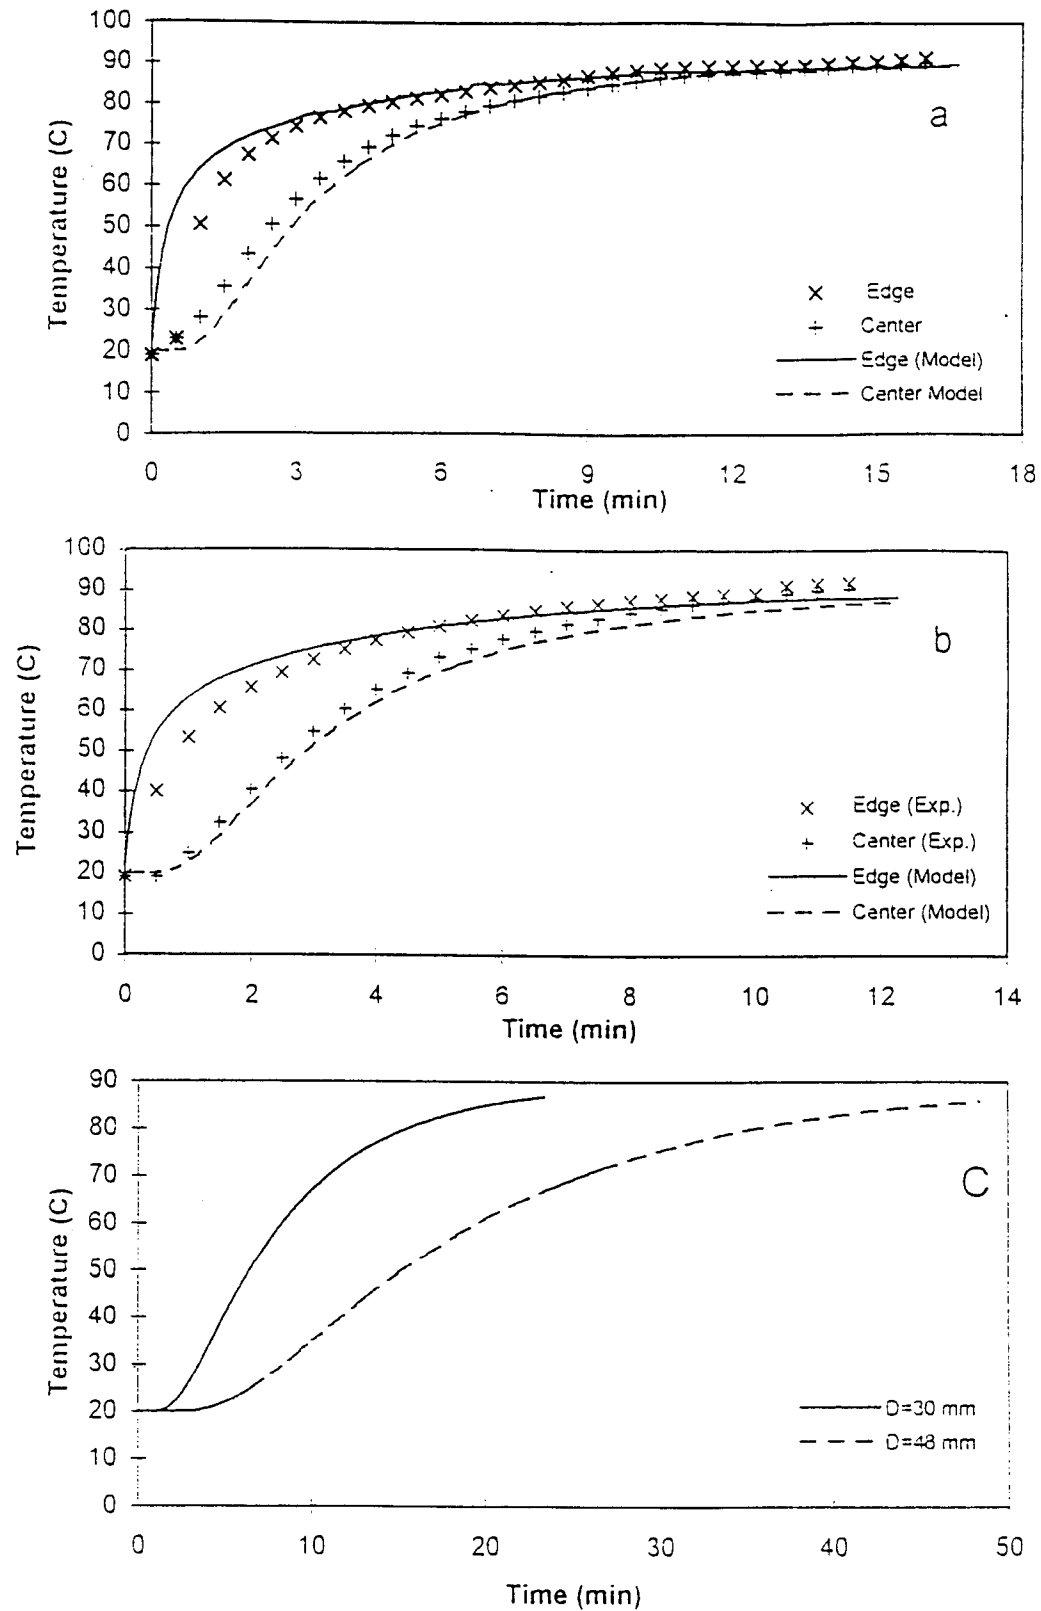 100
90
80
70
60
50
40
30
20
10
0
Temperature (C)
a
Edge
Center
Edge (Model)
Center Model
0 3 6 9 12 15 18
Time (min)
100
90
80
70
60
50
40
30
20
10
0
Temperature (C)
b
Edge (Exp.)
Center (Exp.)
Edge (Model)
Center (Model)
0 2 4 6 8 10 12 14
Time (min)
90
80
70
60
50
40
30
20
10
0
Temperature (C)
C
D=30 mm
D=48 mm
0 10 20 30 40 50
Time (min)